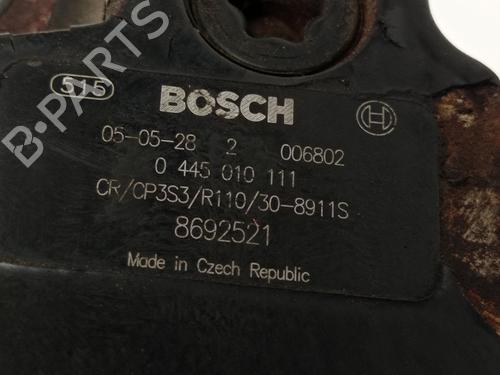 B-PARTS
515
BOSCH
05-05-28 2 006802
0 445 010 111
CR/CP3S3/R110/30-8911S
8692521
Made in Czech Republic